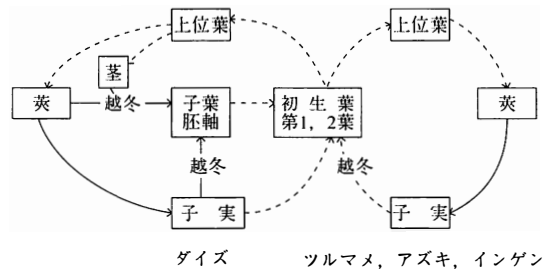 上位葉
上位葉
茎
莢
越冬
子葉
胚軸
初生葉
第1，2葉
莢
越冬
越冬
子実
子実
ダイズ
ツルマメ，アズキ，インゲン